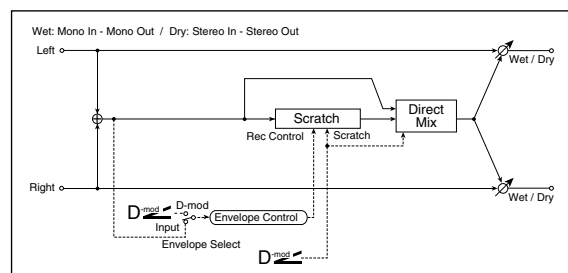 Wet: Mono In - Mono Out / Dry: Stereo In - Stereo Out
Left
Wet / Dry
Scratch
Direct
Mix
Rec Control
Scratch
Right
Wet / Dry
D-mod
D-mod
Input
Envelope Control
Envelope Select
D-mod